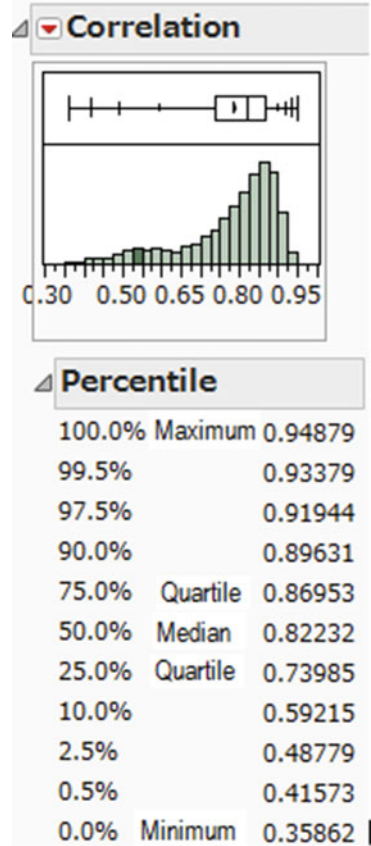 Correlation
0.30 0.50 0.65 0.80 0.95
Percentile
100.0% Maximum 0.94879
99.5% 0.93379
97.5% 0.91944
90.0% 0.89631
75.0% Quartile 0.86953
50.0% Median 0.82232
25.0% Quartile 0.73985
10.0% 0.59215
2.5% 0.48779
0.5% 0.41573
0.0% Minimum 0.35862